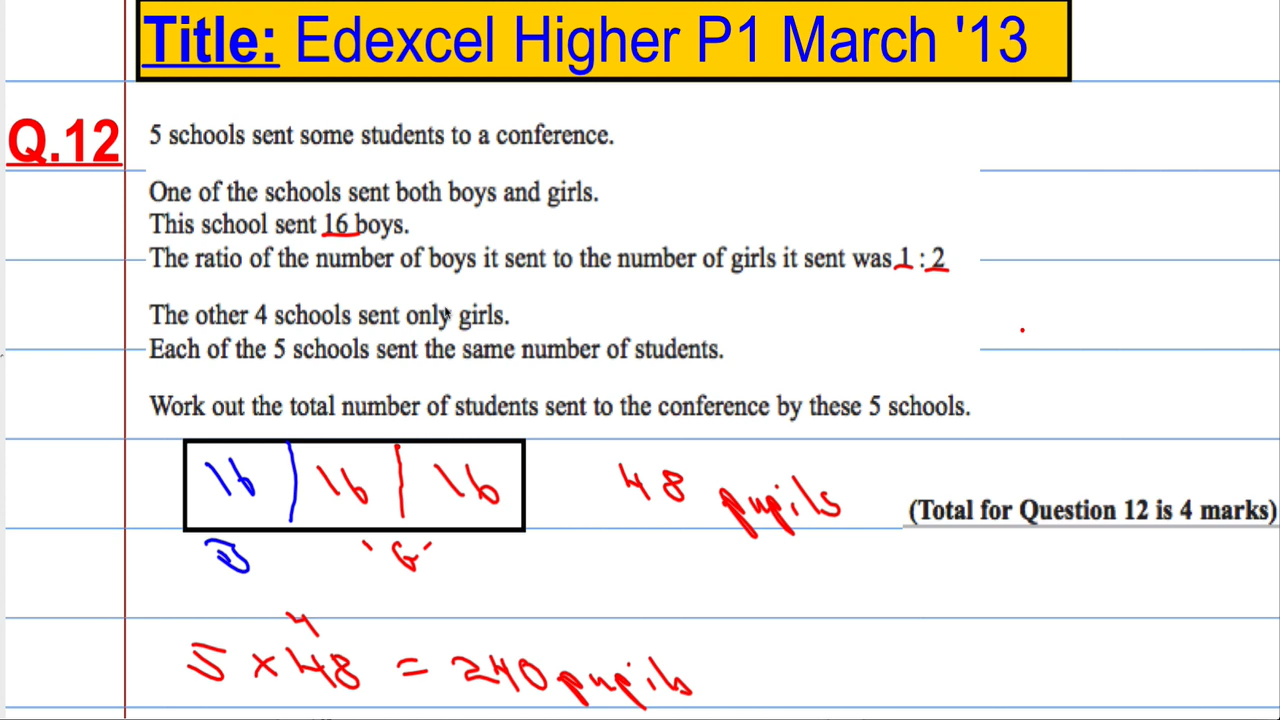 Title: Edexcel Higher P1 March '13
Q.12
5 schools sent some students to a conference.
One of the schools sent both boys and girls.
This school sent 16 boys.
The ratio of the number of boys it sent to the number of girls it sent was 1 : 2
The other 4 schools sent only girls.
Each of the 5 schools sent the same number of students.
Work out the total number of students sent to the conference by these 5 schools.
16 16 16 48 pupils
(Total for Question 12 is 4 marks)
B 'G'
4
5 × 48 = 240 pupils